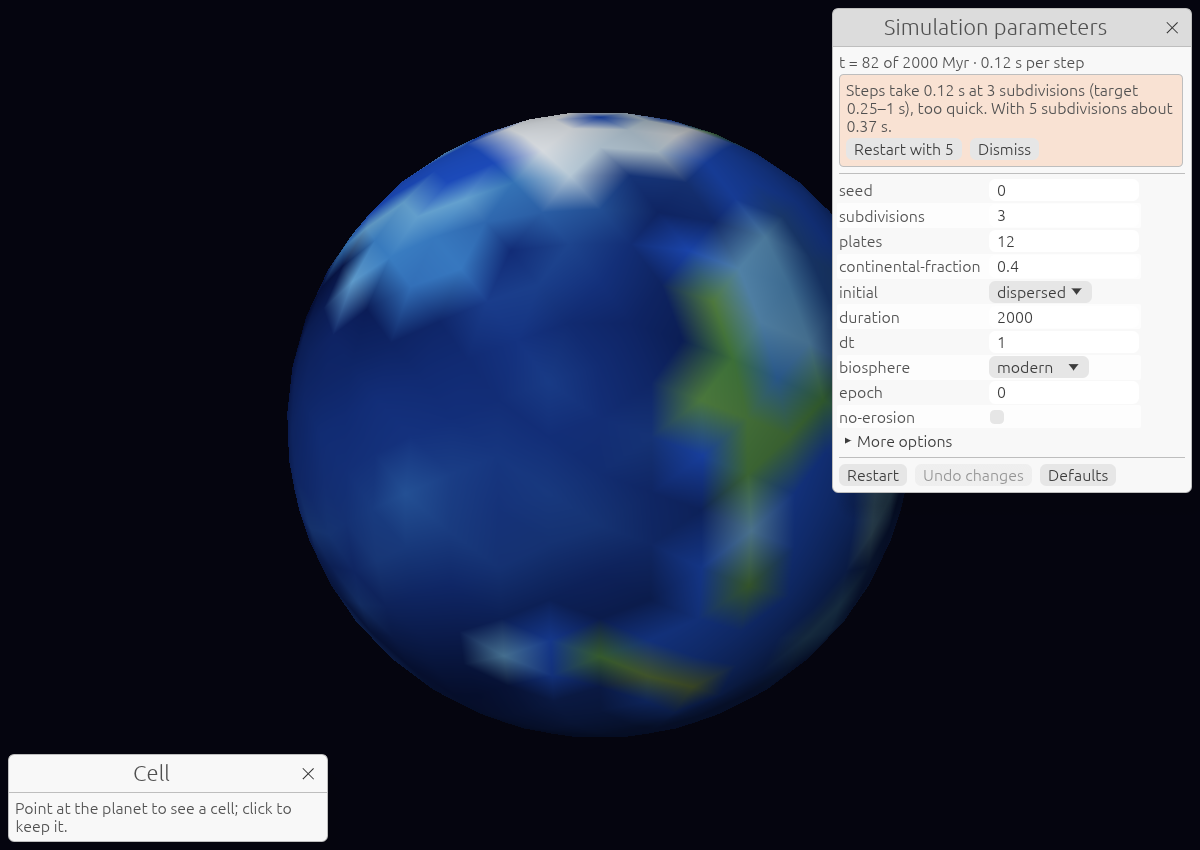 Simulation parameters
t = 82 of 2000 Myr · 0.12 s per step
Steps take 0.12 s at 3 subdivisions (target
0.25–1 s), too quick. With 5 subdivisions about
0.37 s.
Restart with 5 Dismiss
seed 0
subdivisions 3
plates 12
continental-fraction 0.4
initial dispersed
duration 2000
dt 1
biosphere modern
epoch 0
no-erosion
More options
Restart Undo changes Defaults
Cell
Point at the planet to see a cell; click to
keep it.